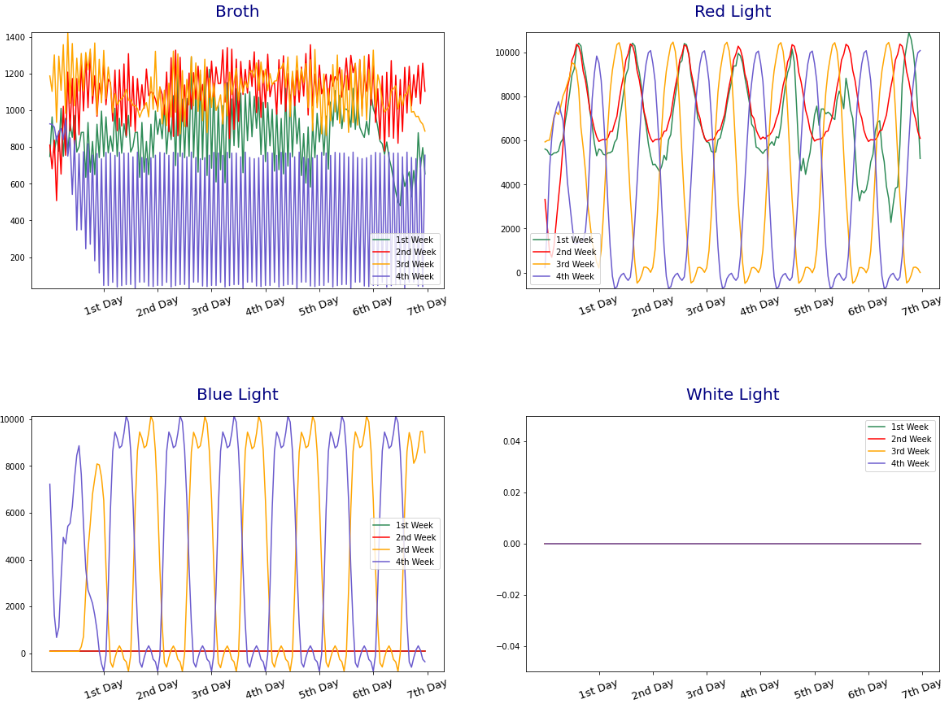 Broth
1400
1200
1000
800
600
400
200
1st Week
2nd Week
3rd Week
4th Week
1st Day
2nd Day
3rd Day
4th Day
5th Day
6th Day
7th Day
Red Light
10000
8000
6000
4000
2000
0
1st Week
2nd Week
3rd Week
4th Week
1st Day
2nd Day
3rd Day
4th Day
5th Day
6th Day
7th Day
Blue Light
10000
8000
6000
4000
2000
0
1st Week
2nd Week
3rd Week
4th Week
1st Day
2nd Day
3rd Day
4th Day
5th Day
6th Day
7th Day
White Light
0.04
0.02
0.00
−0.02
−0.04
1st Week
2nd Week
3rd Week
4th Week
1st Day
2nd Day
3rd Day
4th Day
5th Day
6th Day
7th Day